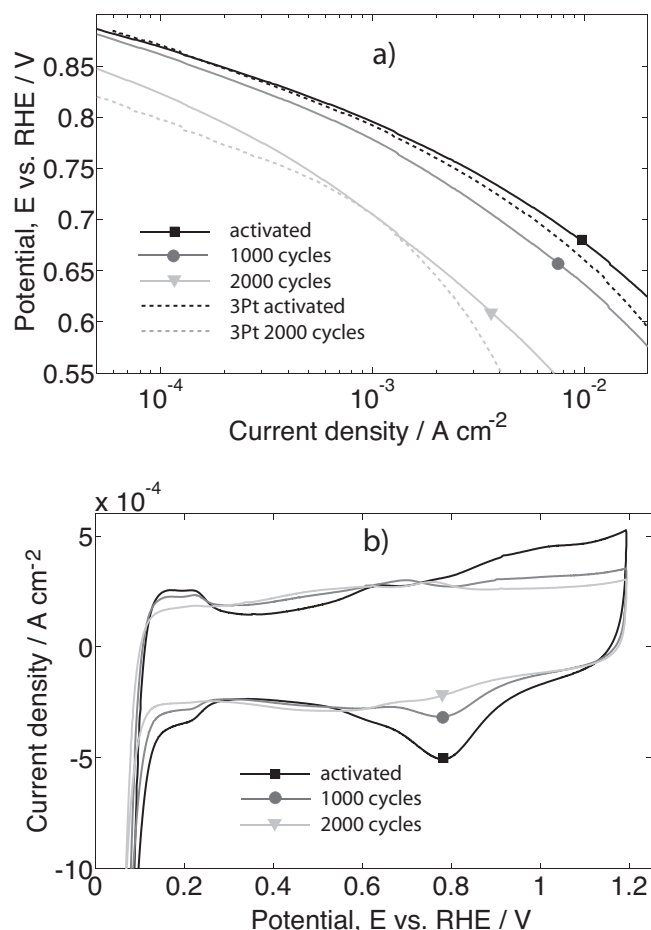 a)
0.85
0.8
0.75
0.7
0.65
0.6
0.55
Potential, E vs. RHE / V
activated
1000 cycles
2000 cycles
3Pt activated
3Pt 2000 cycles
10-4
10-3
10-2
Current density / A cm-2
x 10-4
b)
5
0
-5
-10
Current density / A cm-2
activated
1000 cycles
2000 cycles
0
0.2
0.4
0.6
0.8
1
1.2
Potential, E vs. RHE / V